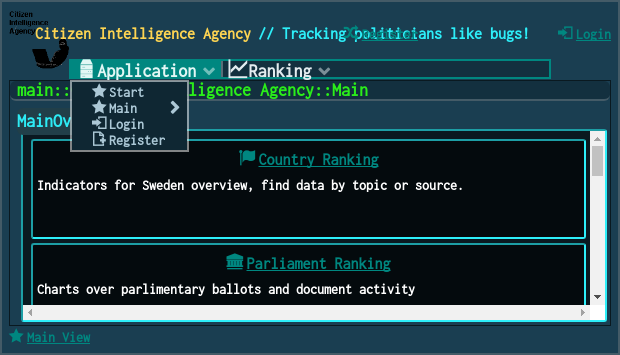 Citizen
Intelligence
Agency
Citizen Intelligence Agency // Tracking politicians like bugs!
Login
Application
Ranking
main::
lligence Agency::Main
Start
Main
Login
Register
MainOv
Country Ranking
Indicators for Sweden overview, find data by topic or source.
Parliament Ranking
Charts over parlimentary ballots and document activity
Main View